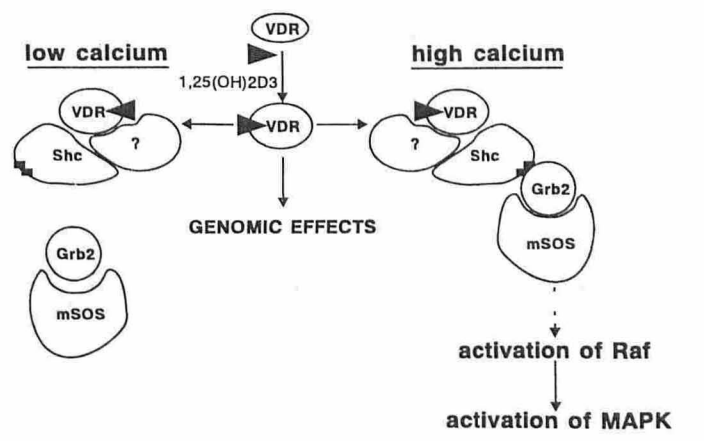 VDR
low calcium
high calcium
1,25(OH)2D3
VDR
VDR
VDR
Shc
?
?
Shc
Grb2
GENOMIC EFFECTS
mSOS
Grb2
mSOS
activation of Raf
activation of MAPK